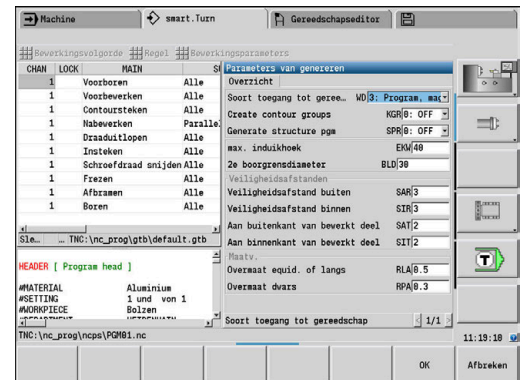 Machine
smart.Turn
Gereedschapseditor
Bewerkingsvolgorde Regel Bewerkingsparameters
CHAN LOCK MAIN
1 Voorboren Alle
1 Voorbewerken Alle
1 Contoursteken Alle
1 Nabewerken Paralle
1 Draaduitlopen Alle
1 Insteken Alle
1 Schroefdraad snijden Alle
1 Frezen Alle
1 Afbramen Alle
1 Boren Alle
Sle… … TNC:\nc_prog\gtb\default.gtb
HEADER [ Program head ]
#MATERIAL Aluminium
#SETTING 1 und von 1
#WORKPIECE Bolzen
TNC:\nc_prog\ncps\PGM01.nc
Parameters van genereren
Overzicht
Soort toegang tot geree… WD 3: Program, mag
Create contour groups KGR 0: OFF
Generate structure pgm SPR 0: OFF
max. induikhoek EKW 40
2e boorgrensdiameter BLD 30
Veiligheidsafstanden
Veiligheidsafstand buiten SAR 3
Veiligheidsafstand binnen SIR 3
Aan buitenkant van bewerkt deel SAT 2
Aan binnenkant van bewerkt deel SIT 2
Maatv.
Overmaat equid. of langs RLA 0.5
Overmaat dwars RPA 0.3
Soort toegang tot gereedschap 1/1
T
11:19:10
OK
Afbreken